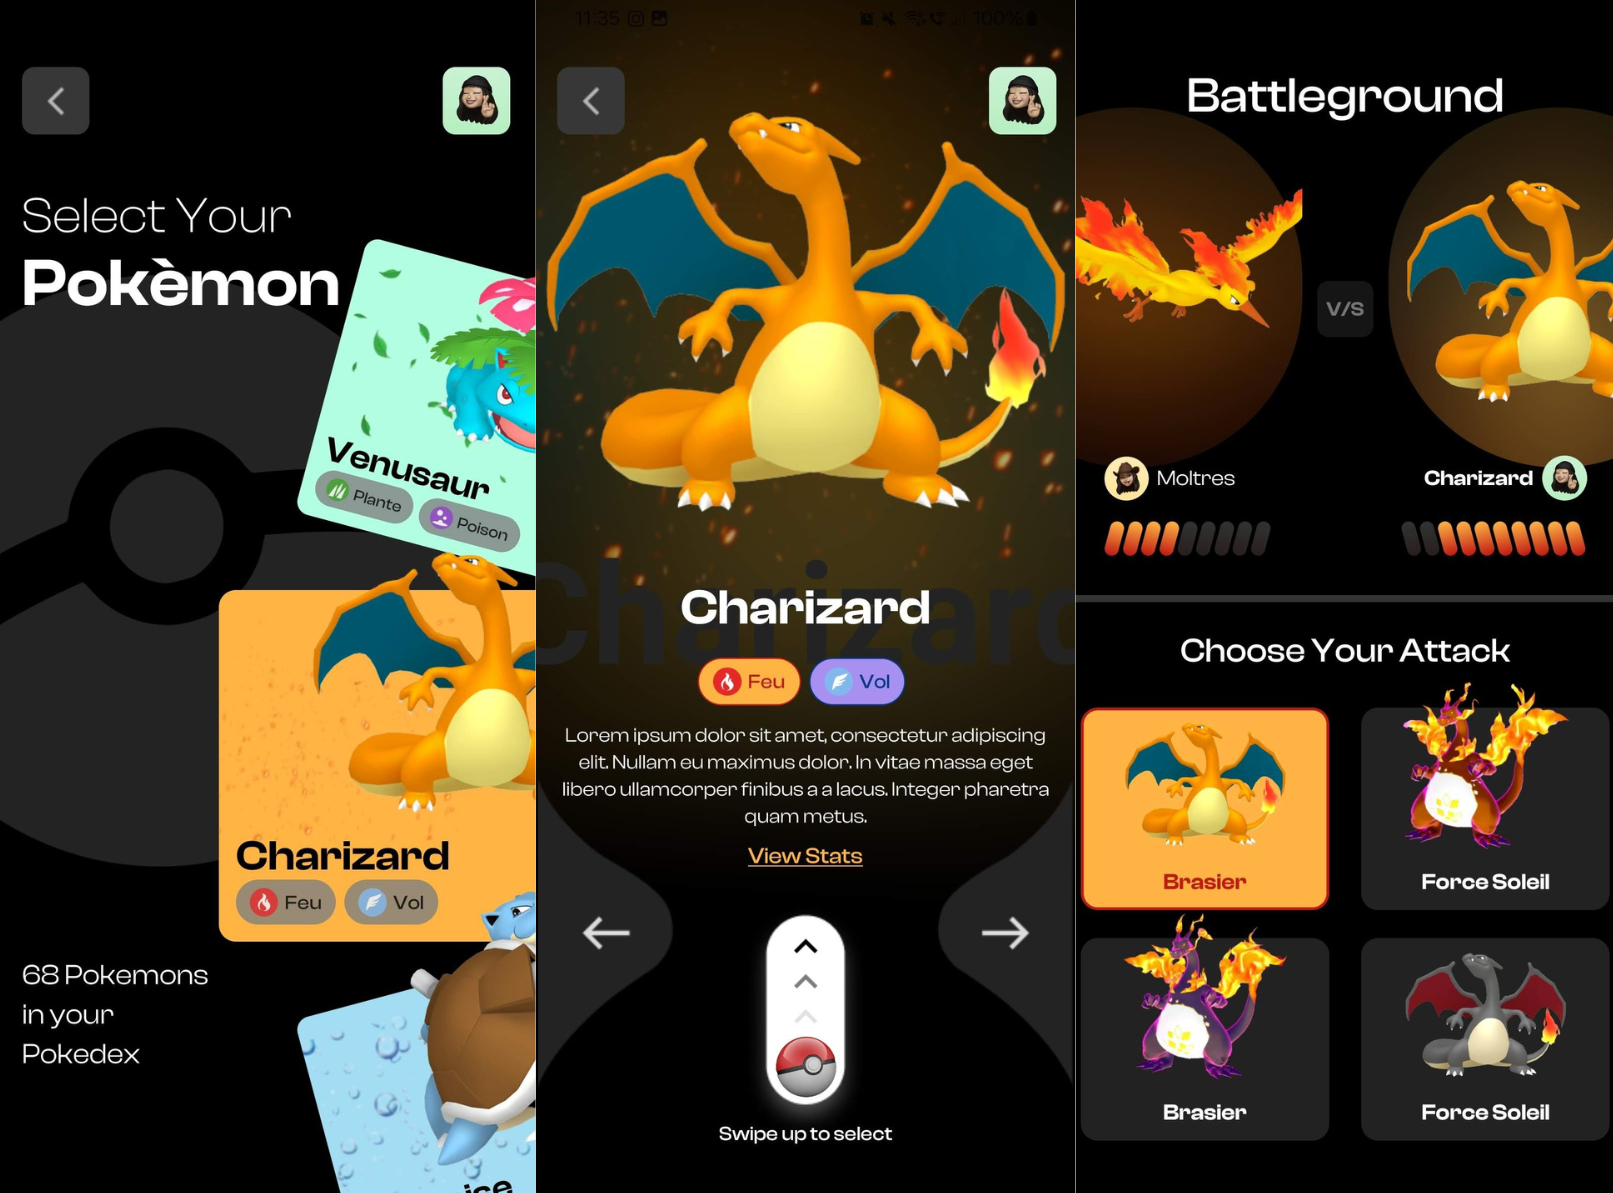 Select Your
Pokèmon
Venusaur
Plante
Poison
Charizard
Feu
Vol
68 Pokemons
in your
Pokedex
ise
11:35
100%
Charizard
Charizard
Feu
Vol
Lorem ipsum dolor sit amet, consectetur adipiscing
elit. Nullam eu maximus dolor. In vitae massa eget
libero ullamcorper finibus a a lacus. Integer pharetra
quam metus.
View Stats
Swipe up to select
Battleground
V/S
Moltres
Charizard
Choose Your Attack
Brasier
Force Soleil
Brasier
Force Soleil